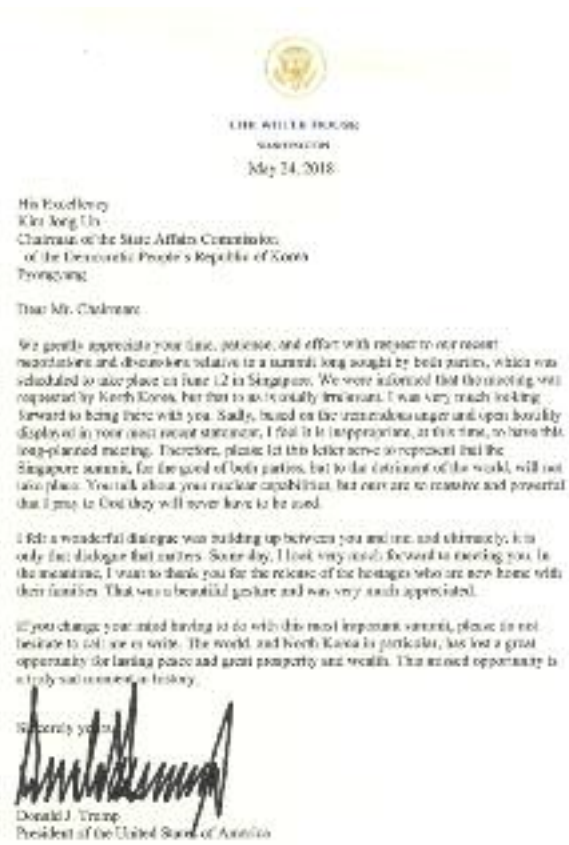 THE WHITE HOUSE
WASHINGTON
May 24, 2018
His Excellency
Kim Jong Un
Chairman of the State Affairs Commission
of the Democratic People's Republic of Korea
Pyongyang
Dear Mr. Chairman:
We greatly appreciate your time, patience, and effort with respect to our recent
negotiations and discussions relative to a summit long sought by both parties, which was
scheduled to take place on June 12 in Singapore. We were informed that the meeting was
requested by North Korea, but that to us is totally irrelevant. I was very much looking
forward to being there with you. Sadly, based on the tremendous anger and open hostility
displayed in your most recent statement, I feel it is inappropriate, at this time, to have this
long-planned meeting. Therefore, please let this letter serve to represent that the
Singapore summit, for the good of both parties, but to the detriment of the world, will not
take place. You talk about your nuclear capabilities, but ours are so massive and powerful
that I pray to God they will never have to be used.
I felt a wonderful dialogue was building up between you and me, and ultimately, it is
only that dialogue that matters. Some day, I look very much forward to meeting you. In
the meantime, I want to thank you for the release of the hostages who are now home with
their families. That was a beautiful gesture and was very much appreciated.
If you change your mind having to do with this most important summit, please do not
hesitate to call me or write. The world, and North Korea in particular, has lost a great
opportunity for lasting peace and great prosperity and wealth. This missed opportunity is
a truly sad moment in history.
Sincerely yours,
Donald J. Trump
President of the United States of America